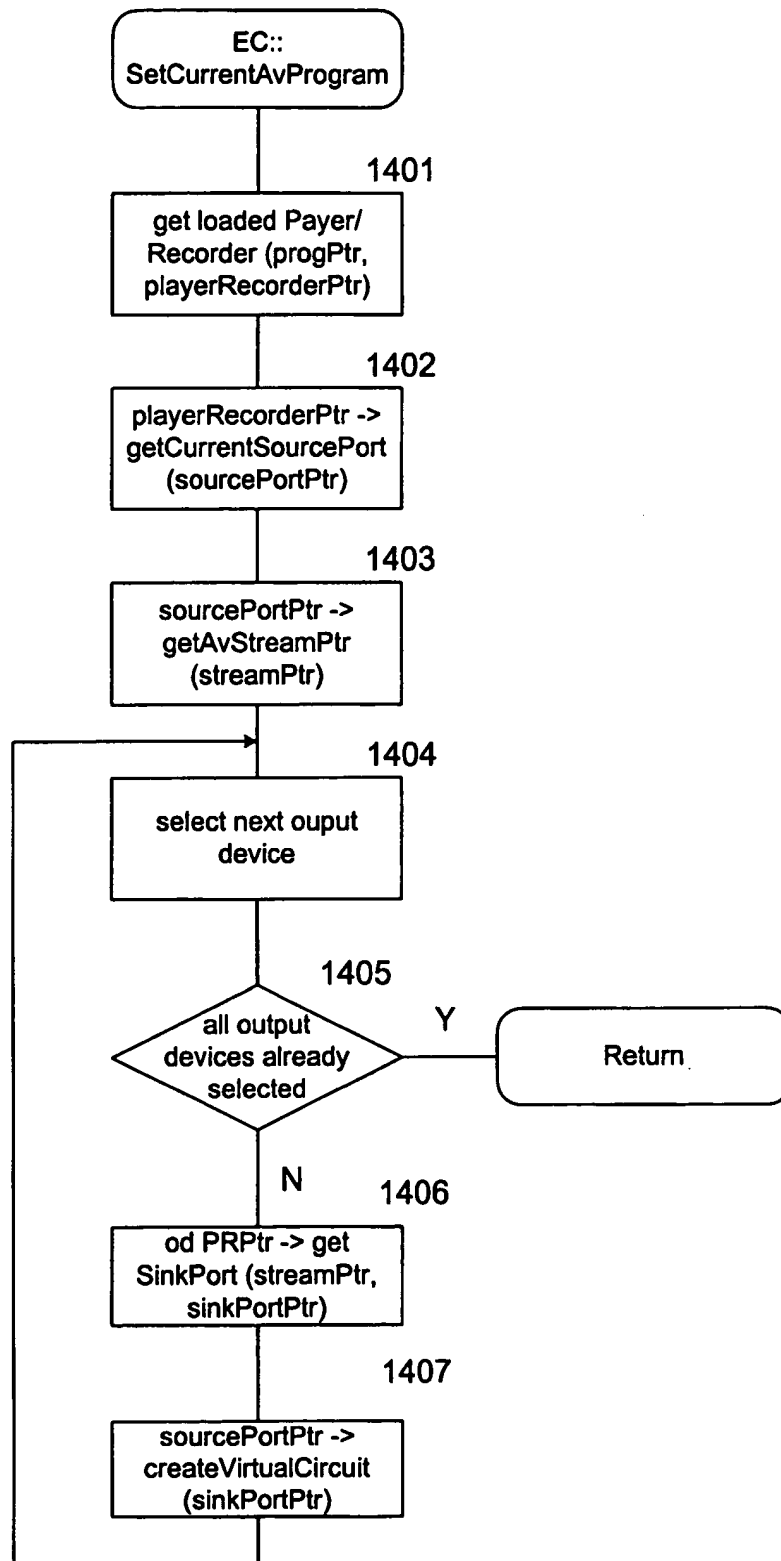 EC::
SetCurrentAvProgram
1401
get loaded Payer/
Recorder (progPtr,
playerRecorderPtr)
1402
playerRecorderPtr ->
getCurrentSourcePort
(sourcePortPtr)
1403
sourcePortPtr ->
getAvStreamPtr
(streamPtr)
1404
select next ouput
device
1405
all output
devices already
selected
Y
Return
N
1406
od PRPtr -> get
SinkPort (streamPtr,
sinkPortPtr)
1407
sourcePortPtr ->
createVirtualCircuit
(sinkPortPtr)